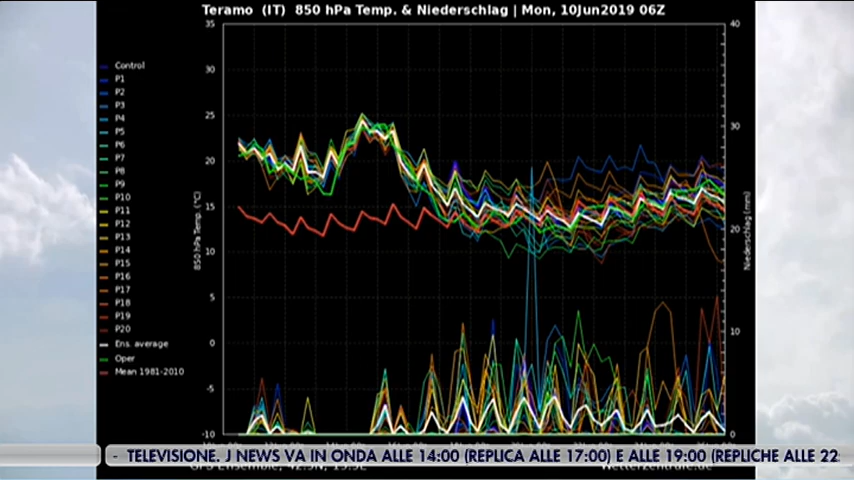 Teramo (IT) 850 hPa Temp. & Niederschlag | Mon, 10Jun2019 06Z
35
30
25
20
15
10
5
0
-5
-10
40
30
20
10
0
850 hPa Temp. (°C)
Niederschlag (mm)
Control
P1
P2
P3
P4
P5
P6
P7
P8
P9
P10
P11
P12
P13
P14
P15
P16
P17
P18
P19
P20
Ens. average
Oper
Mean 1981-2010
- TELEVISIONE. J NEWS VA IN ONDA ALLE 14:00 (REPLICA ALLE 17:00) E ALLE 19:00 (REPLICHE ALLE 22
Wetterzentrale.de